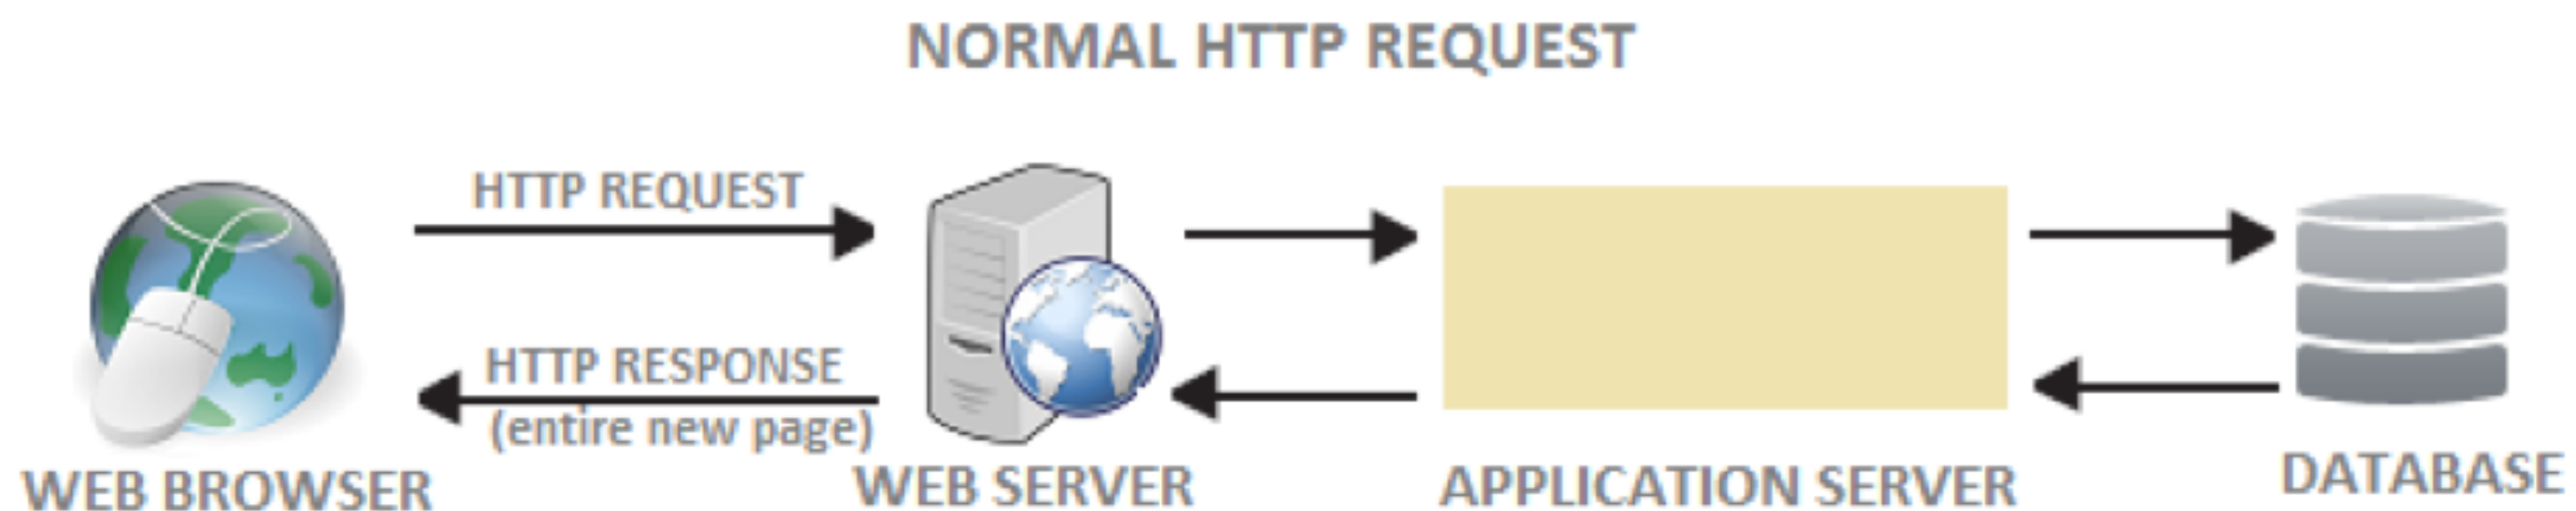 NORMAL HTTP REQUEST
HTTP REQUEST
HTTP RESPONSE
(entire new page)
WEB BROWSER
WEB SERVER
APPLICATION SERVER
DATABASE